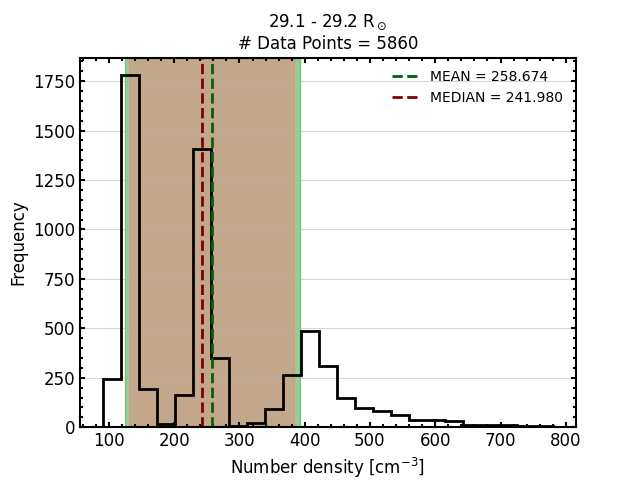 29.1 - 29.2 R⊙
# Data Points = 5860
MEAN = 258.674
MEDIAN = 241.980
Frequency
1750
1500
1250
1000
750
500
250
0
100 200 300 400 500 600 700 800
Number density [cm⁻³]